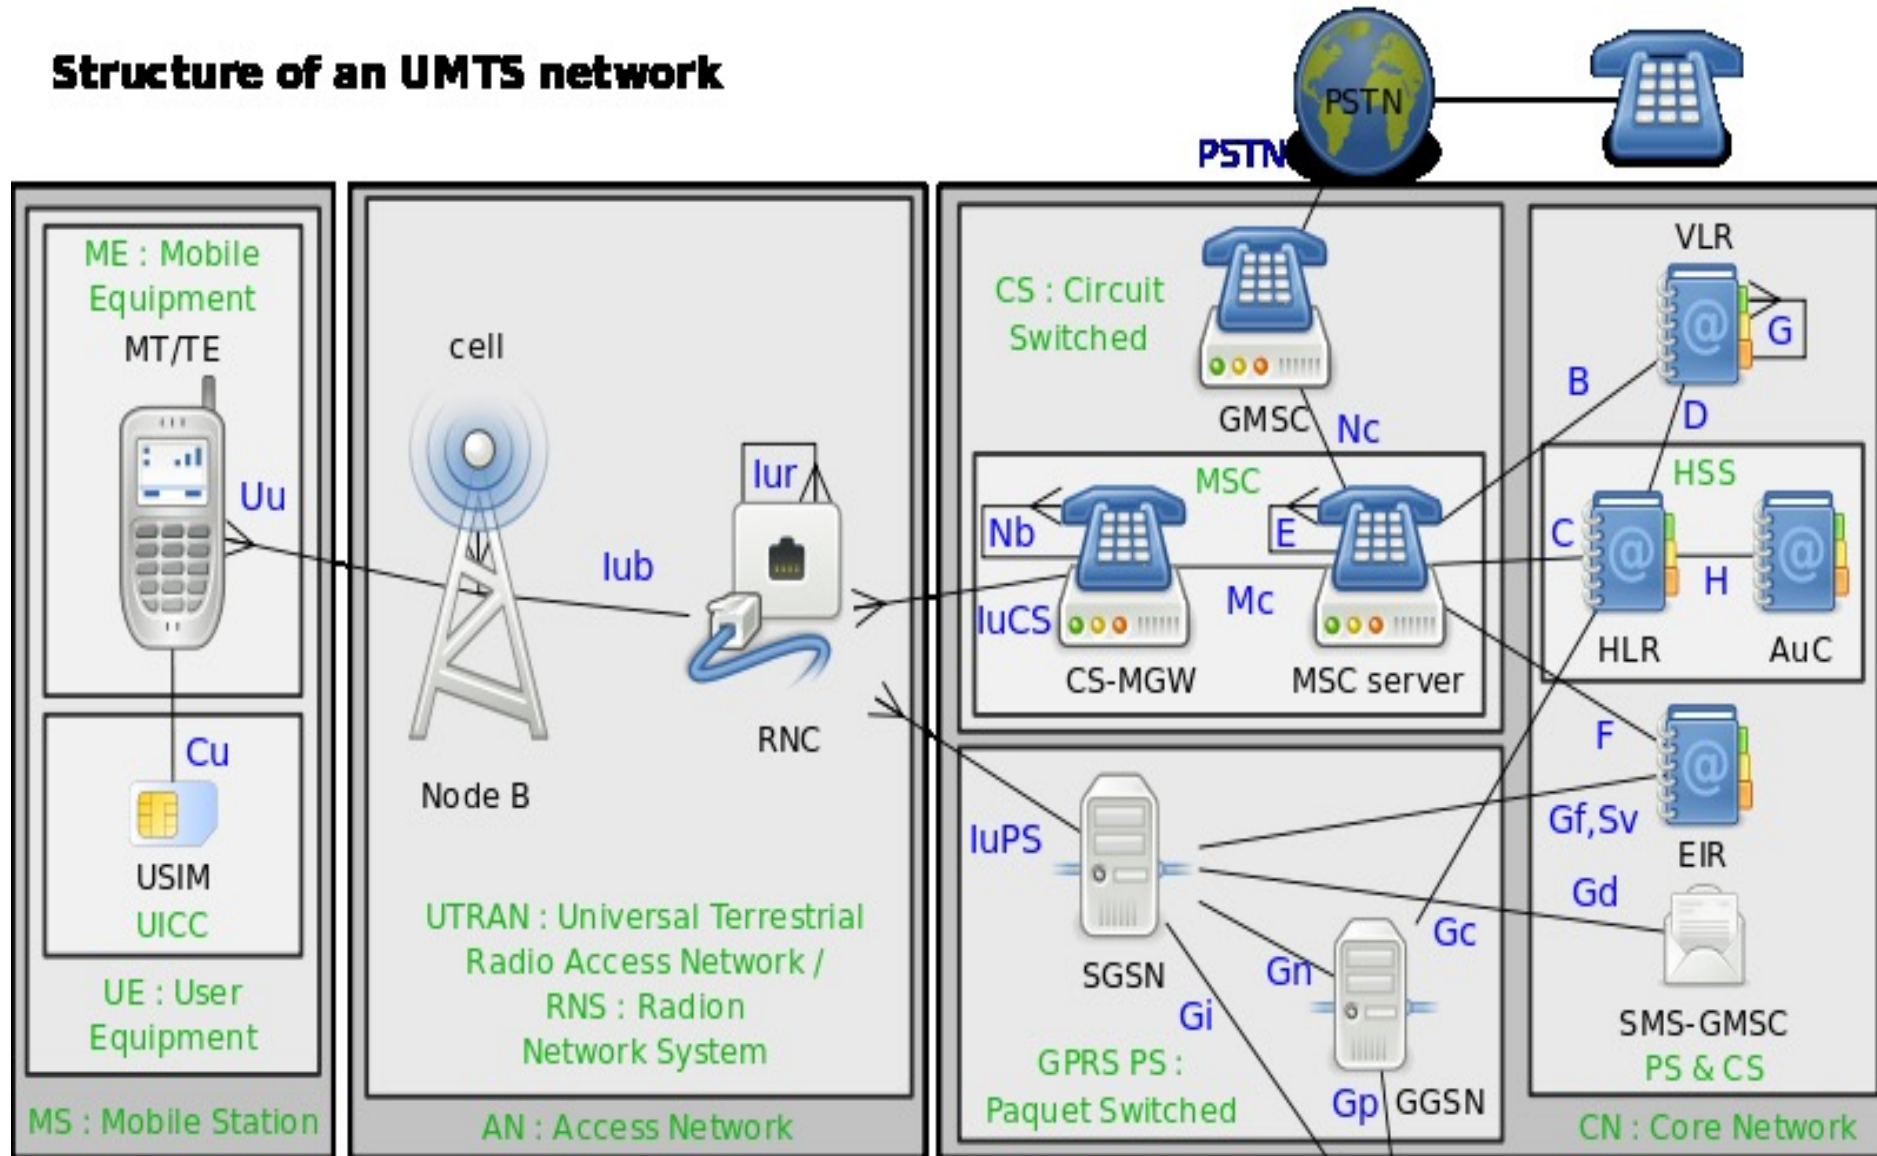 Structure of an UMTS network
PSTN
PSTN
ME : Mobile
Equipment
MT/TE
Uu
Cu
USIM
UICC
UE : User
Equipment
MS : Mobile Station
cell
Iur
Iub
RNC
Node B
UTRAN : Universal Terrestrial
Radio Access Network /
RNS : Radion
Network System
AN : Access Network
CS : Circuit
Switched
GMSC
Nc
MSC
Nb
E
IuCS
Mc
CS-MGW
MSC server
IuPS
SGSN
Gn
Gi
Gc
GPRS PS :
Paquet Switched
Gp
GGSN
VLR
G
B
D
HSS
C
H
HLR
AuC
F
Gf,Sv
EIR
Gd
SMS-GMSC
PS & CS
CN : Core Network